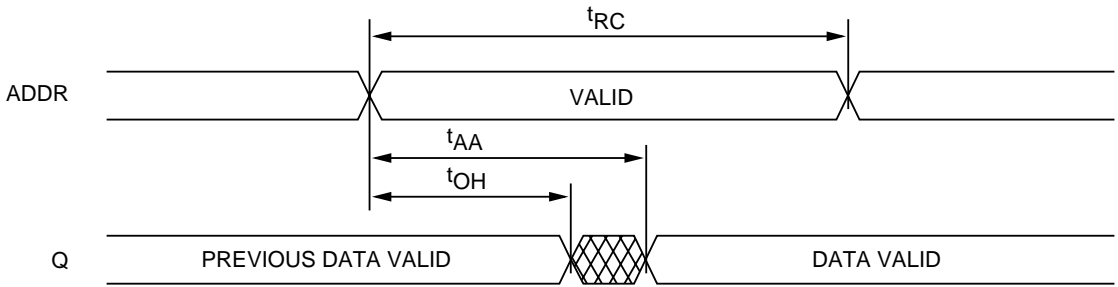 tRC
ADDR VALID
tAA
tOH
Q PREVIOUS DATA VALID DATA VALID